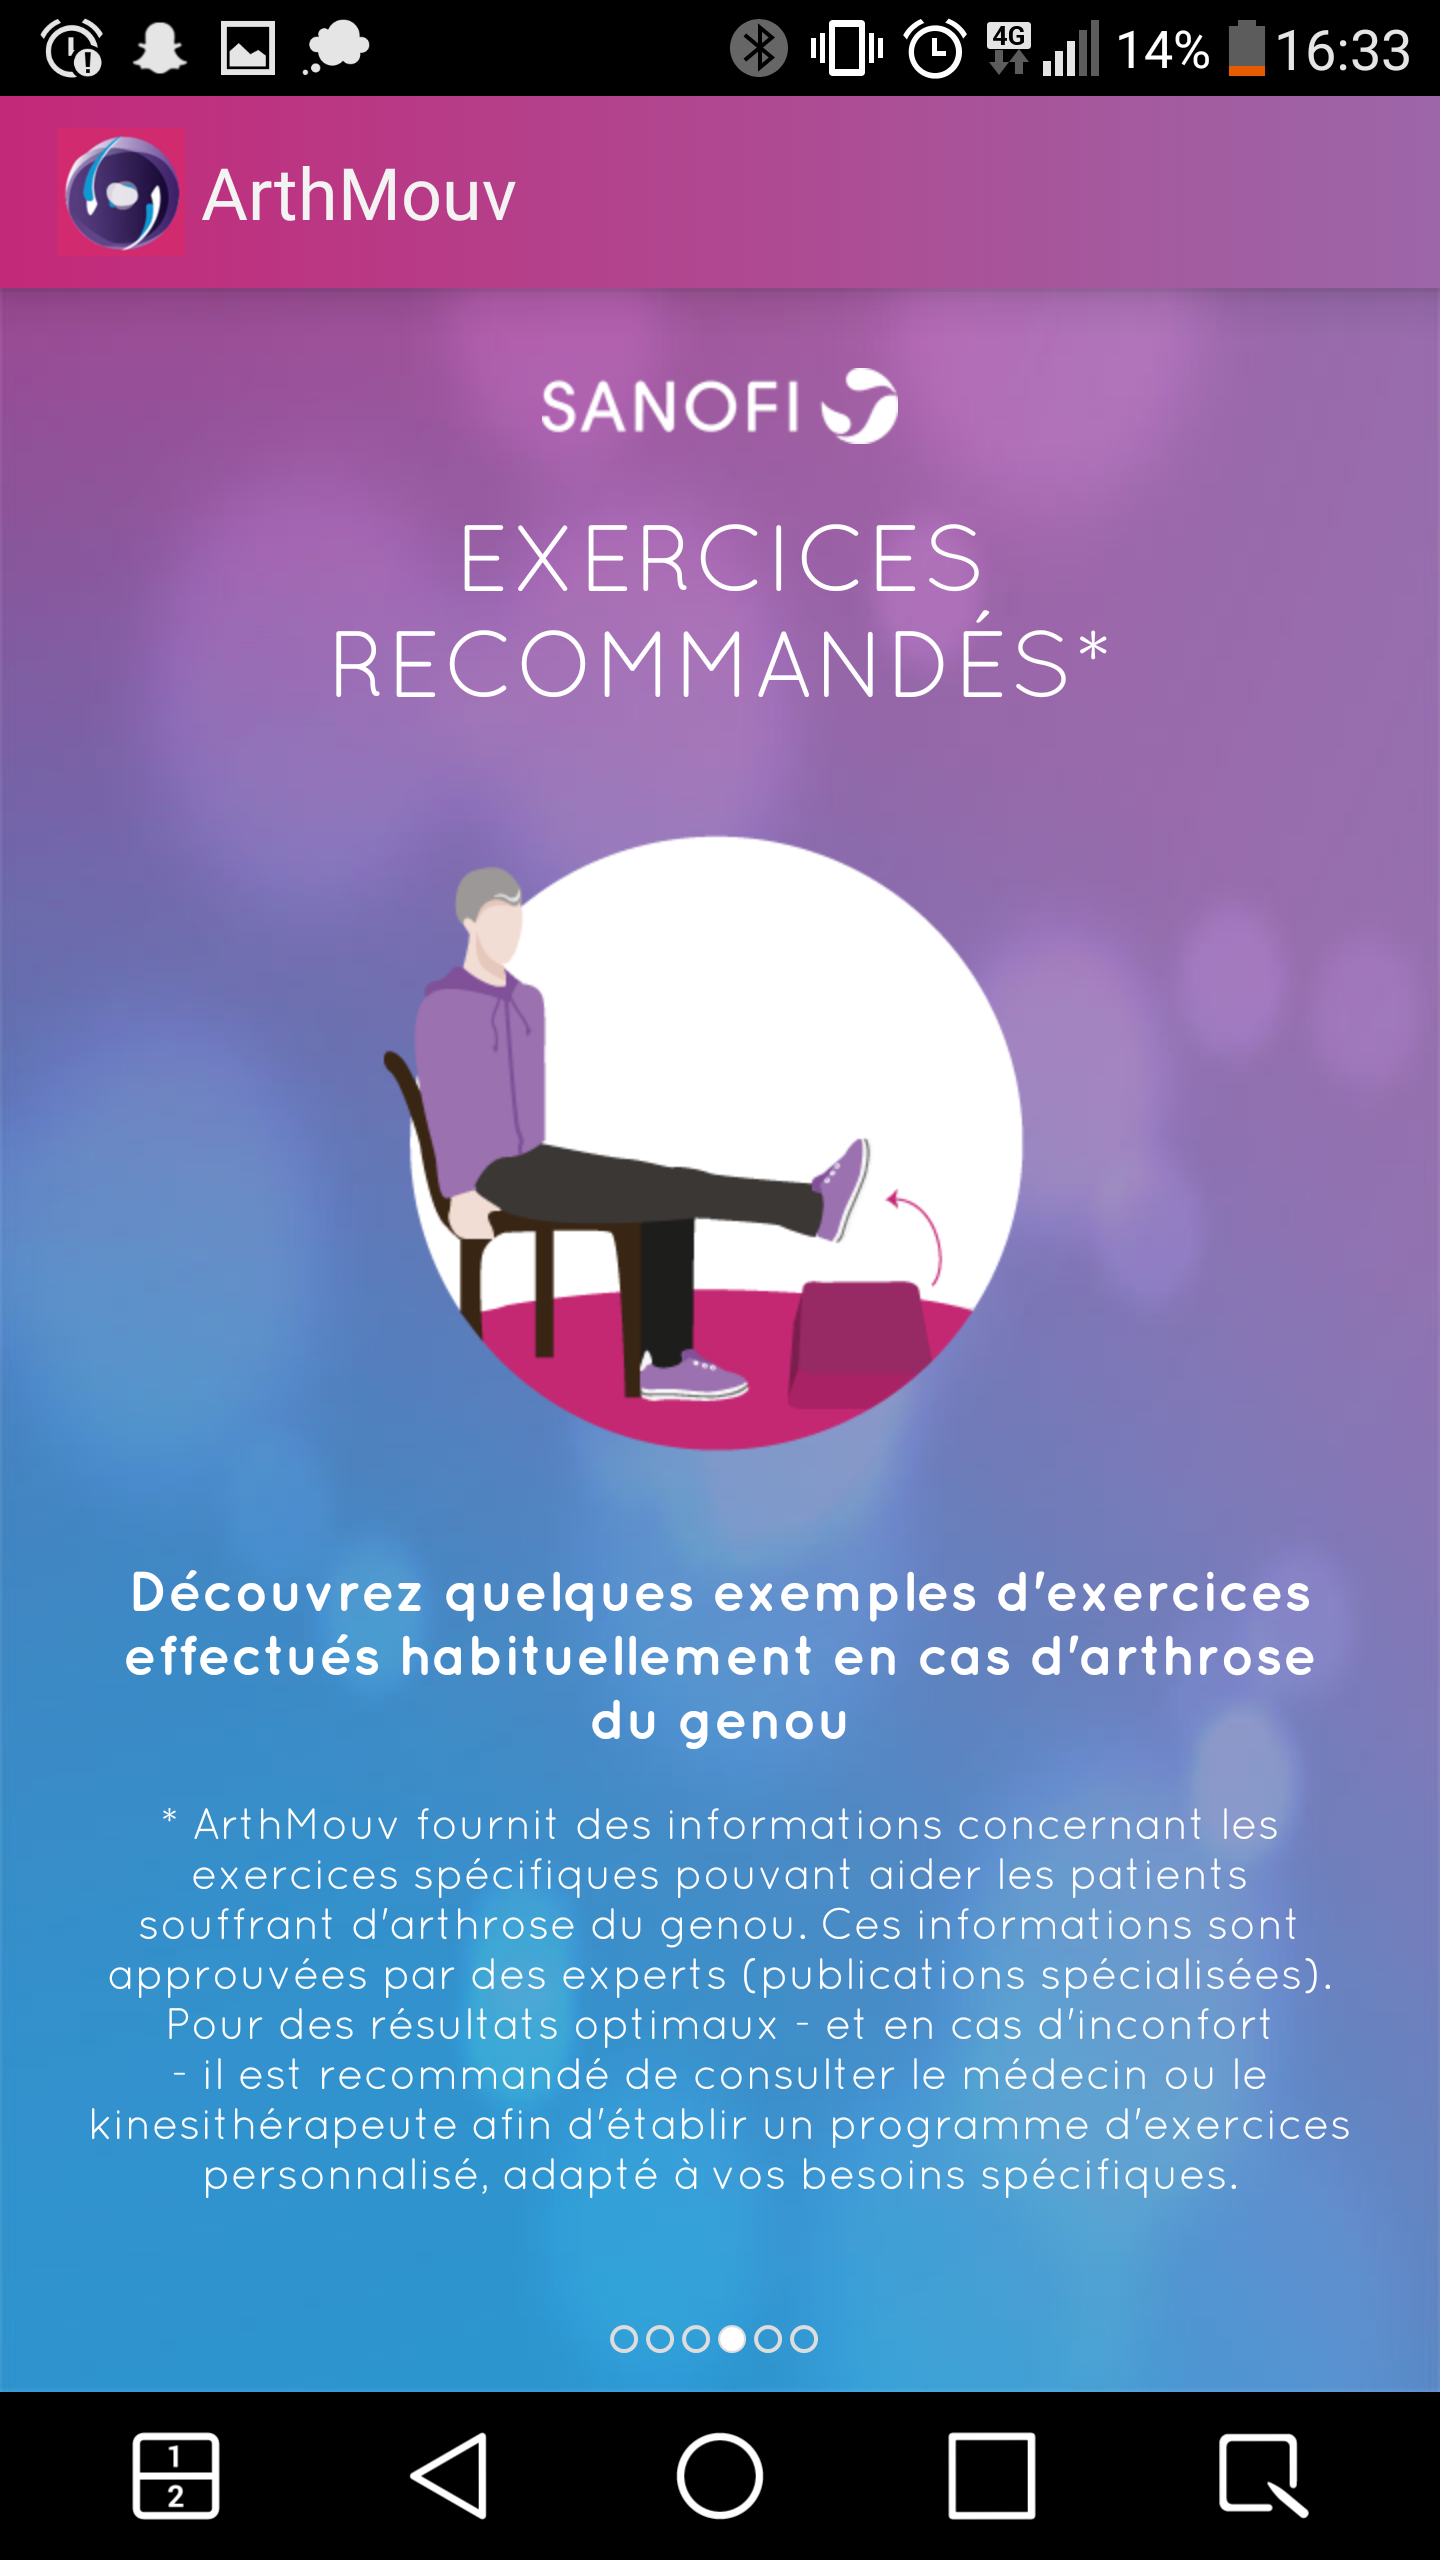 4G 14% 16:33
ArthMouv
SANOFI
EXERCICES
RECOMMANDÉS*
Découvrez quelques exemples d'exercices
effectués habituellement en cas d'arthrose
du genou
* ArthMouv fournit des informations concernant les
exercices spécifiques pouvant aider les patients
souffrant d'arthrose du genou. Ces informations sont
approuvées par des experts (publications spécialisées).
Pour des résultats optimaux - et en cas d'inconfort
- il est recommandé de consulter le médecin ou le
kinesithérapeute afin d'établir un programme d'exercices
personnalisé, adapté à vos besoins spécifiques.
1
2